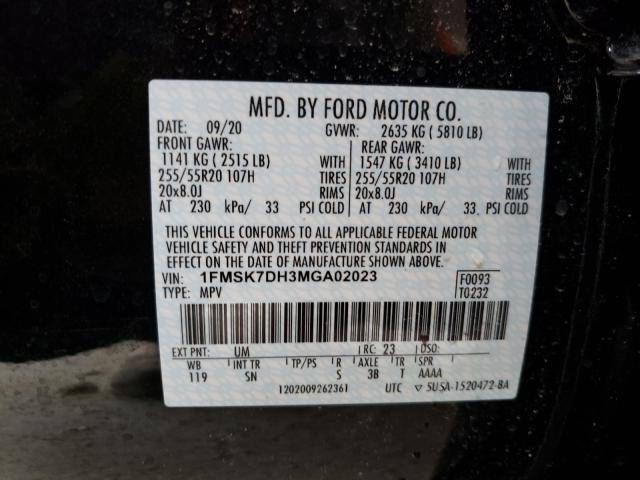 MFD. BY FORD MOTOR CO.
DATE: 09/20 GVWR: 2635 KG ( 5810 LB)
FRONT GAWR: REAR GAWR:
1141 KG ( 2515 LB) WITH 1547 KG ( 3410 LB) WITH
255/55R20 107H TIRES 255/55R20 107H TIRES
20x8.0J RIMS 20x8.0J RIMS
AT 230 kPa/ 33 PSI COLD AT 230 kPa/ 33 PSI COLD
THIS VEHICLE CONFORMS TO ALL APPLICABLE FEDERAL MOTOR
VEHICLE SAFETY AND THEFT PREVENTION STANDARDS IN
EFFECT ON THE DATE OF MANUFACTURE SHOWN ABOVE.
VIN: 1FMSK7DH3MGA02023 F0093
TYPE: MPV T0232
EXT PNT: UM RC: 23 DSO:
WB INT TR TP/PS R AXLE TR SPR
119 SN S 3B T AAAA
1202009262361 UTC ▽ 5USA-1520472-BA